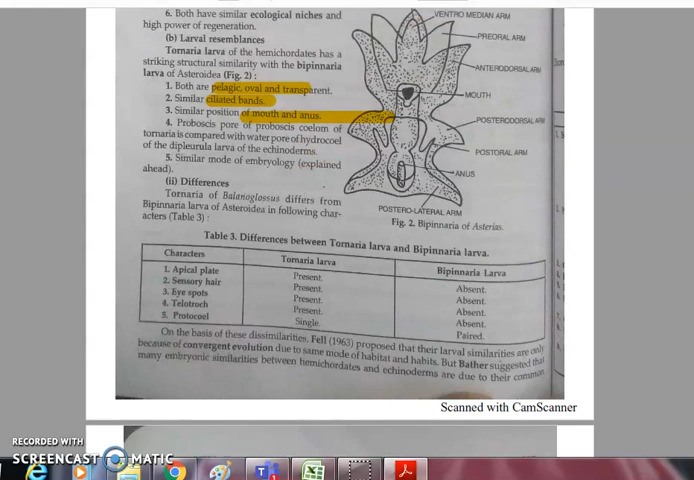 6. Both have similar ecological niches and
high power of regeneration.
(b) Larval resemblances
Tornaria larva of the hemichordates has a
striking structural similarity with the bipinnaria
larva of Asteroidea (Fig. 2) :
1. Both are pelagic, oval and transparent.
2. Similar ciliated bands.
3. Similar position of mouth and anus.
4. Proboscis pore of proboscis coelom of
tornaria is compared with water pore of hydrocoel
of the dipleurula larva of the echinoderms.
5. Similar mode of embryology (explained
ahead).
(ii) Differences
Tornaria of Balanoglossus differs from
Bipinnaria larva of Asteroidea in following char-
acters (Table 3) :
VENTRO MEDIAN ARM
PREORAL ARM
ANTERODORSAL ARM
MOUTH
POSTERODORSAL ARM
POSTORAL ARM
ANUS
POSTERO-LATERAL ARM
Fig. 2. Bipinnaria of Asterias.
Table 3. Differences between Tornaria larva and Bipinnaria larva.
Characters Tornaria larva Bipinnaria Larva
1. Apical plate Present. Absent.
2. Sensory hair Present. Absent.
3. Eye spots Present. Absent.
4. Telotroch Present. Absent.
5. Protocoel Single. Paired.
On the basis of these dissimilarities, Fell (1963) proposed that their larval similarities are only
because of convergent evolution due to same mode of habitat and habits. But Bather suggested that
many embryonic similarities between hemichordates and echinoderms are due to their common
Scanned with CamScanner
RECORDED WITH
SCREENCAST MATIC